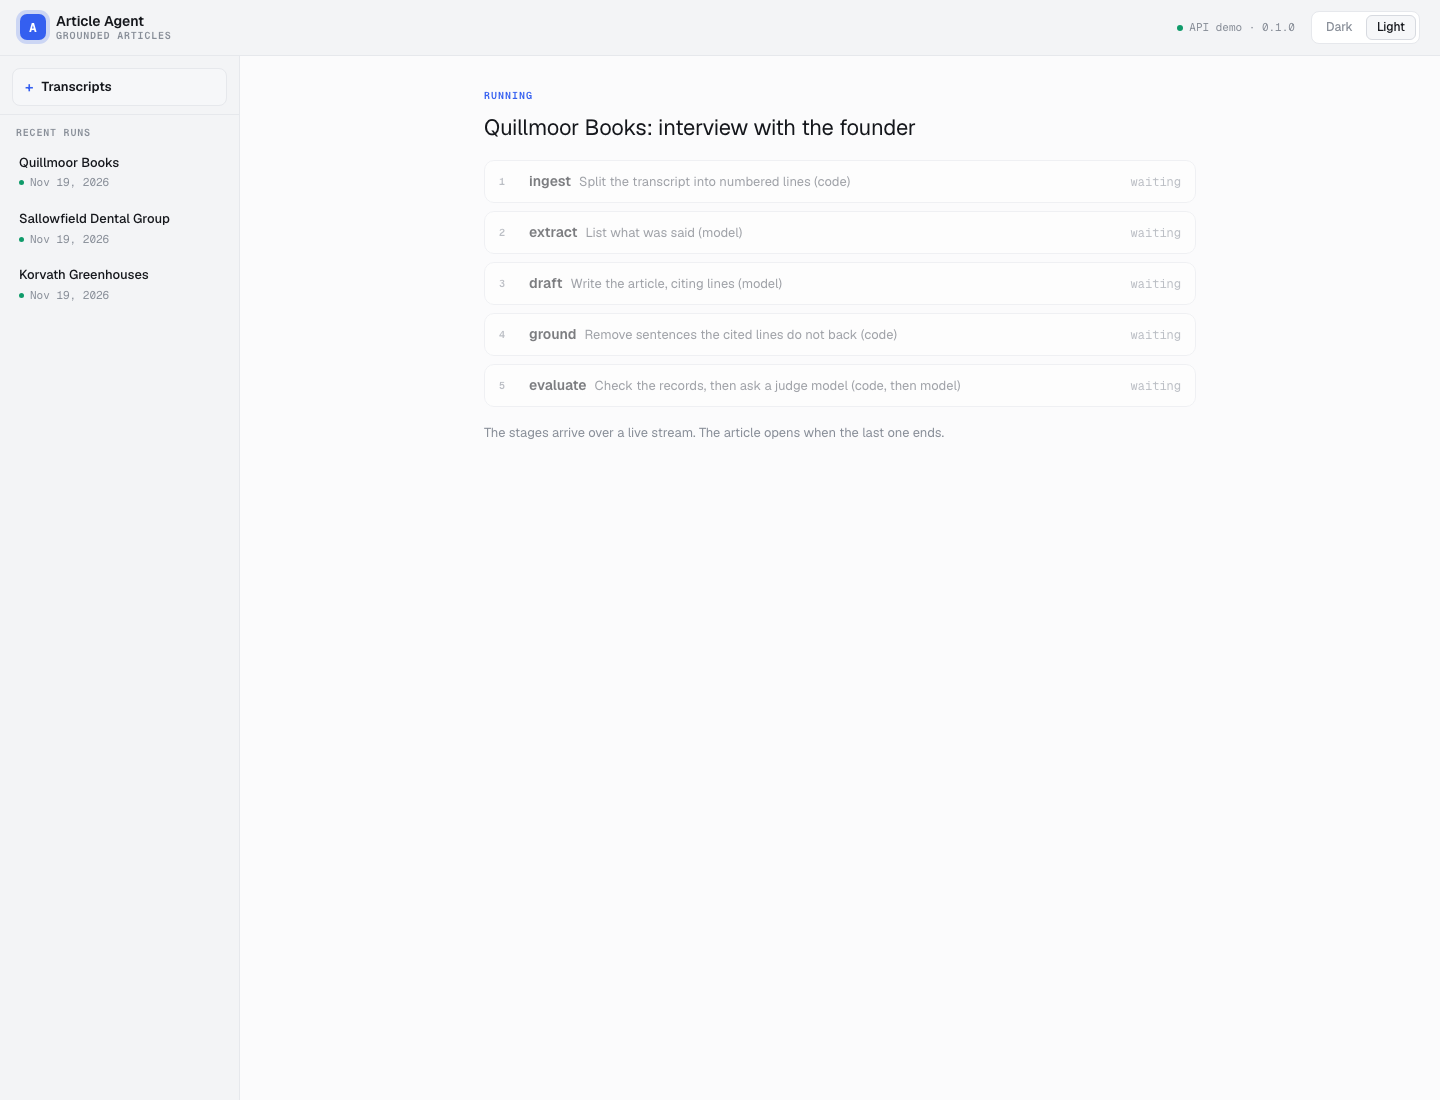 A
Article Agent
GROUNDED ARTICLES
API demo · 0.1.0
Dark
Light
+ Transcripts
RECENT RUNS
Quillmoor Books
Nov 19, 2026
Sallowfield Dental Group
Nov 19, 2026
Korvath Greenhouses
Nov 19, 2026
RUNNING
Quillmoor Books: interview with the founder
1 ingest Split the transcript into numbered lines (code) waiting
2 extract List what was said (model) waiting
3 draft Write the article, citing lines (model) waiting
4 ground Remove sentences the cited lines do not back (code) waiting
5 evaluate Check the records, then ask a judge model (code, then model) waiting
The stages arrive over a live stream. The article opens when the last one ends.